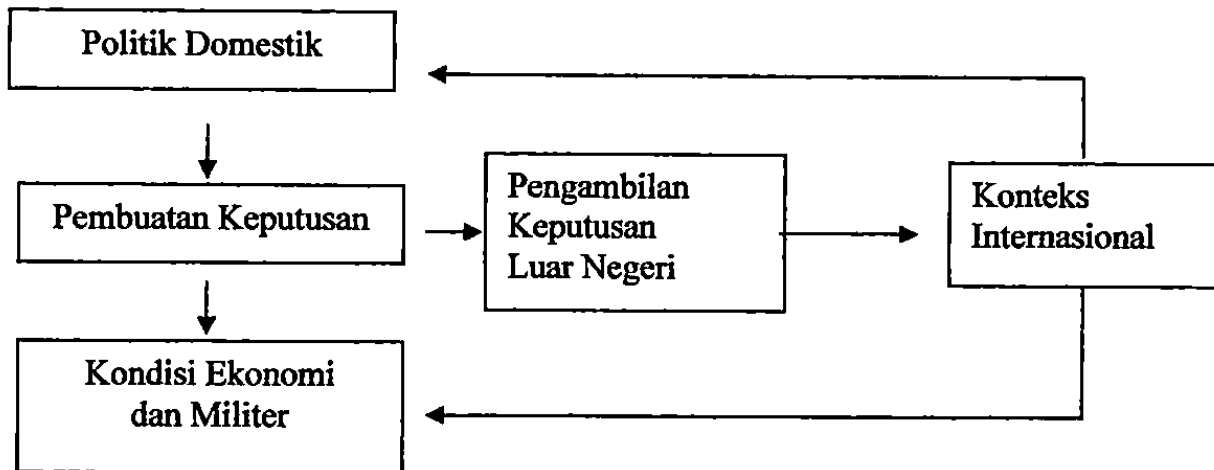 Politik Domestik
Pembuatan Keputusan
Pengambilan
Keputusan
Luar Negeri
Konteks
Internasional
Kondisi Ekonomi
dan Militer